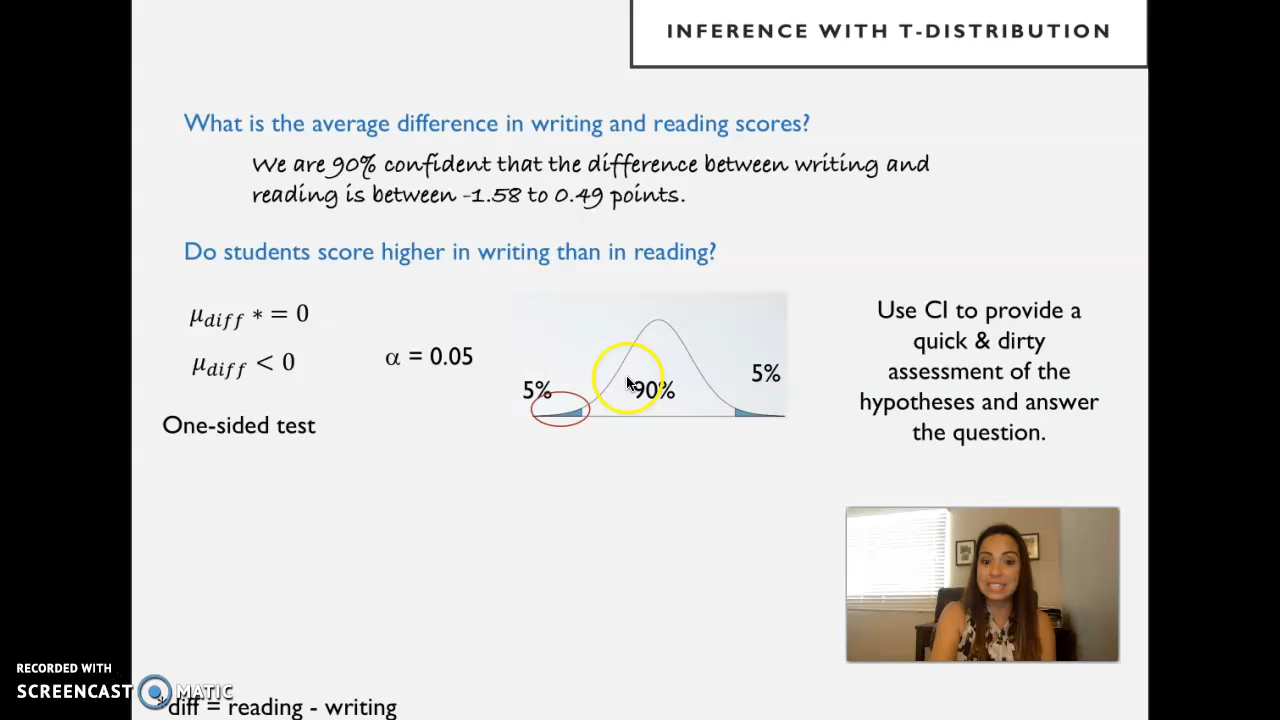 INFERENCE WITH T-DISTRIBUTION
What is the average difference in writing and reading scores?
We are 90% confident that the difference between writing and
reading is between -1.58 to 0.49 points.
Do students score higher in writing than in reading?
μ_diff * = 0
μ_diff < 0
One-sided test
α = 0.05
5%
90%
5%
Use CI to provide a
quick & dirty
assessment of the
hypotheses and answer
the question.
RECORDED WITH
SCREENCAST MATIC
*diff = reading - writing